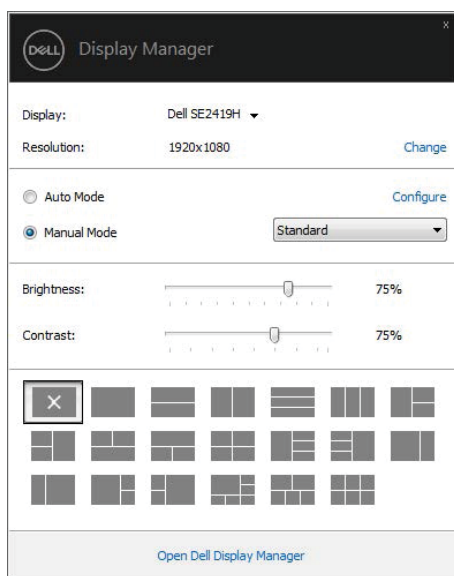 x
DELL Display Manager
Display: Dell SE2419H
Resolution: 1920x1080 Change
Auto Mode Configure
Manual Mode Standard
Brightness: 75%
Contrast: 75%
Open Dell Display Manager